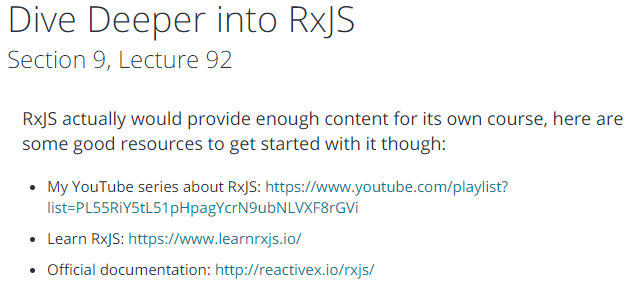 Dive Deeper into RxJS
Section 9, Lecture 92
RxJS actually would provide enough content for its own course, here are
some good resources to get started with it though:
• My YouTube series about RxJS: https://www.youtube.com/playlist?
list=PL55RiY5tL51pHpagYcrN9ubNLVXF8rGVi
• Learn RxJS: https://www.learnrxjs.io/
• Official documentation: http://reactivex.io/rxjs/